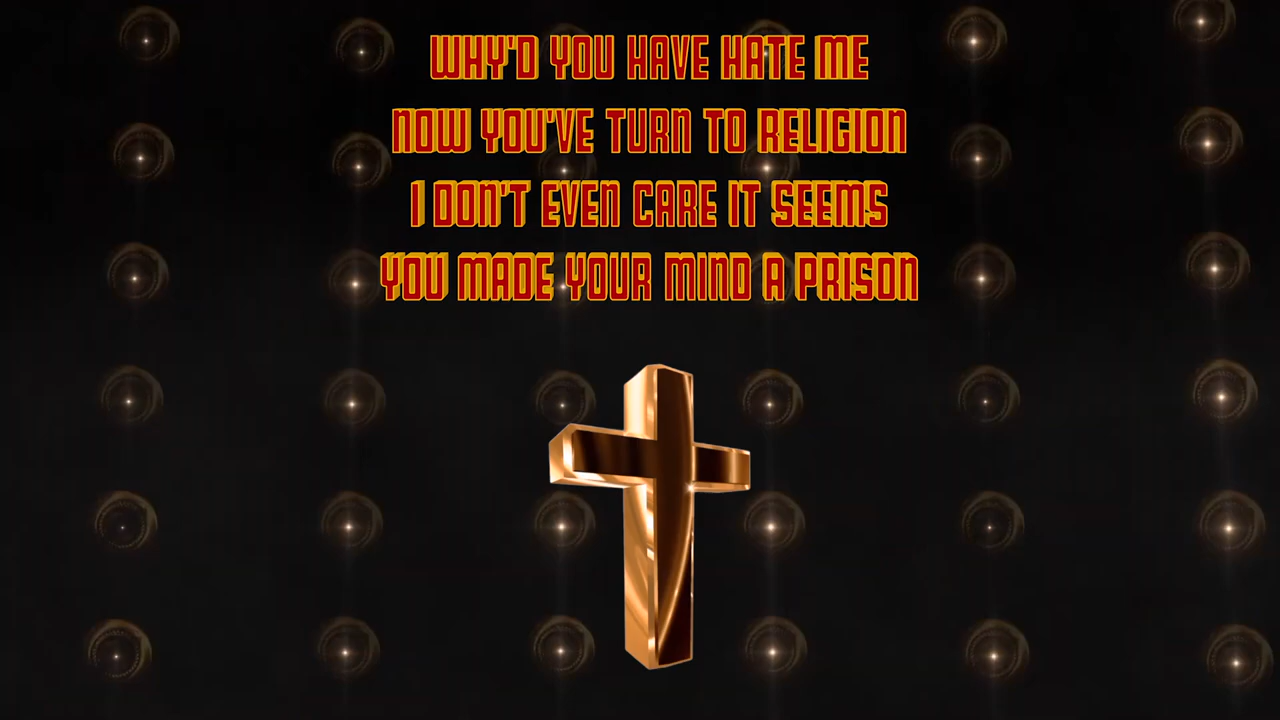 WHY'D YOU HAVE HATE ME
NOW YOU'VE TURN TO RELIGION
I DON'T EVEN CARE IT SEEMS
YOU MADE YOUR MIND A PRISON